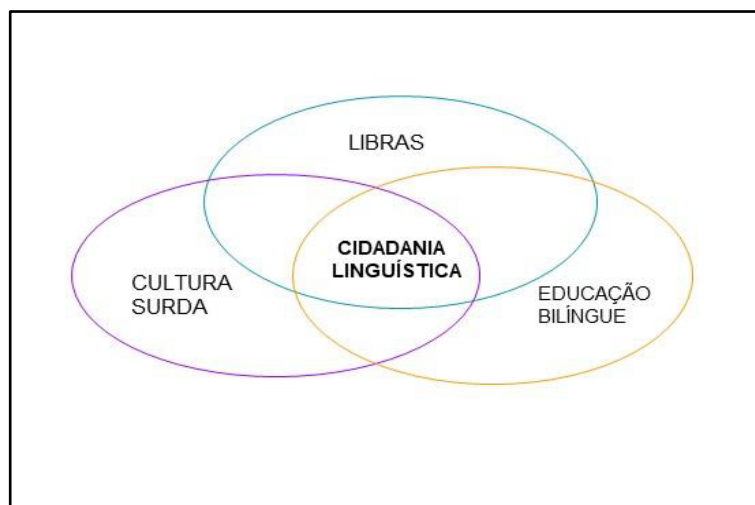 LIBRAS
CIDADANIA
LINGUÍSTICA
CULTURA
SURDA
EDUCAÇÃO
BILÍNGUE